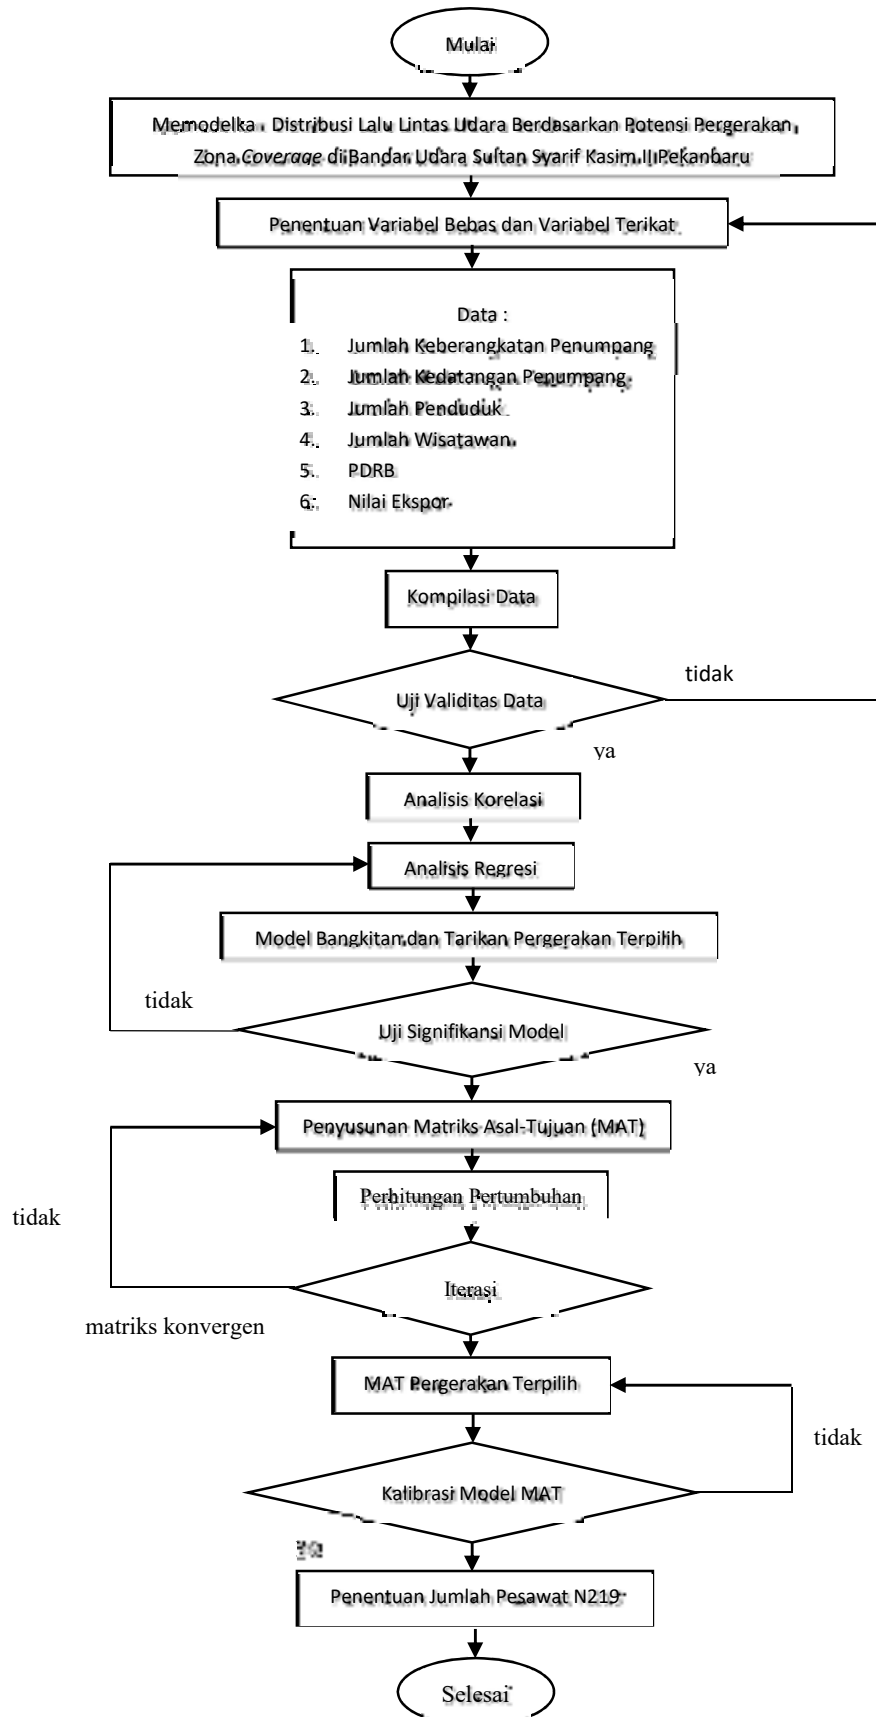 Mulai
Memodelka Distribusi Lalu Lintas Udara Berdasarkan Potensi Pergerakan
Zona Coverage di Bandar Udara Sultan Syarif Kasim II Pekanbaru
Penentuan Variabel Bebas dan Variabel Terikat
Data :
1. Jumlah Keberangkatan Penumpang
2. Jumlah Kedatangan Penumpang
3. Jumlah Penduduk
4. Jumlah Wisatawan
5. PDRB
6. Nilai Ekspor
Kompilasi Data
tidak
Uji Validitas Data
ya
Analisis Korelasi
Analisis Regresi
Model Bangkitan dan Tarikan Pergerakan Terpilih
tidak
Uji Signifikansi Model
ya
Penyusunan Matriks Asal-Tujuan (MAT)
Perhitungan Pertumbuhan
tidak
Iterasi
matriks konvergen
MAT Pergerakan Terpilih
tidak
Kalibrasi Model MAT
Penentuan Jumlah Pesawat N219
Selesai